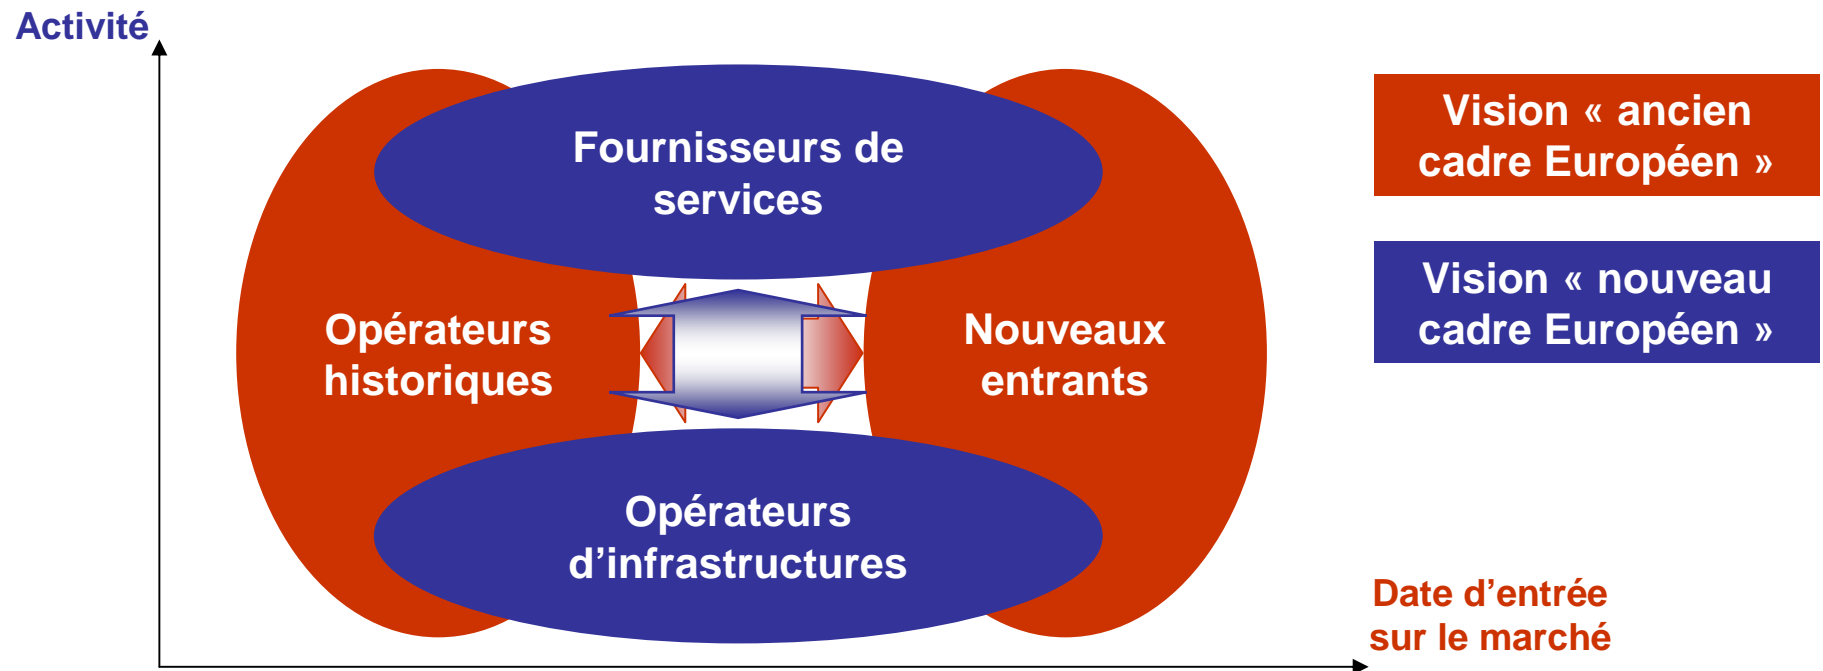 Activité
Fournisseurs de
services
Vision « ancien
cadre Européen »
Vision « nouveau
cadre Européen »
Opérateurs
historiques
Nouveaux
entrants
Opérateurs
d’infrastructures
Date d’entrée
sur le marché